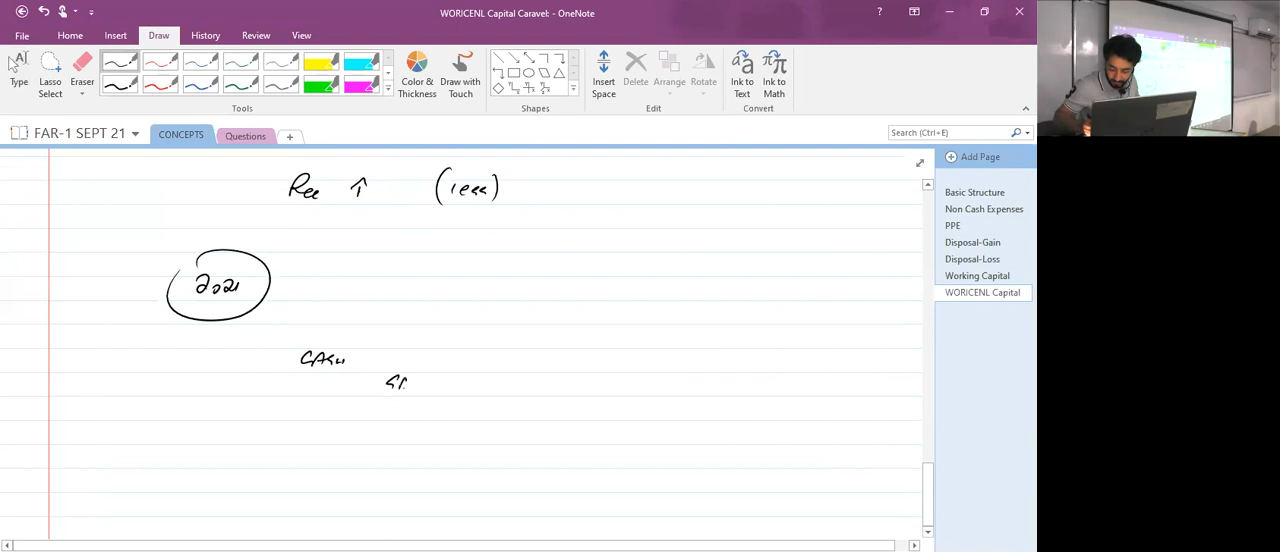 WORICENL Capital Caravel: - OneNote
?
File Home Insert Draw History Review View
Type
Lasso Select
Eraser
Color & Thickness
Draw with Touch
Insert Space
Delete
Arrange
Rotate
Ink to Text
Ink to Math
Tools
Shapes
Edit
Convert
FAR-1 SEPT 21
CONCEPTS
Questions
Search (Ctrl+E)
Add Page
Basic Structure
Non Cash Expenses
PPE
Disposal-Gain
Disposal-Loss
Working Capital
WORICENL Capital
Rec ↑ (less)
2021
CASH